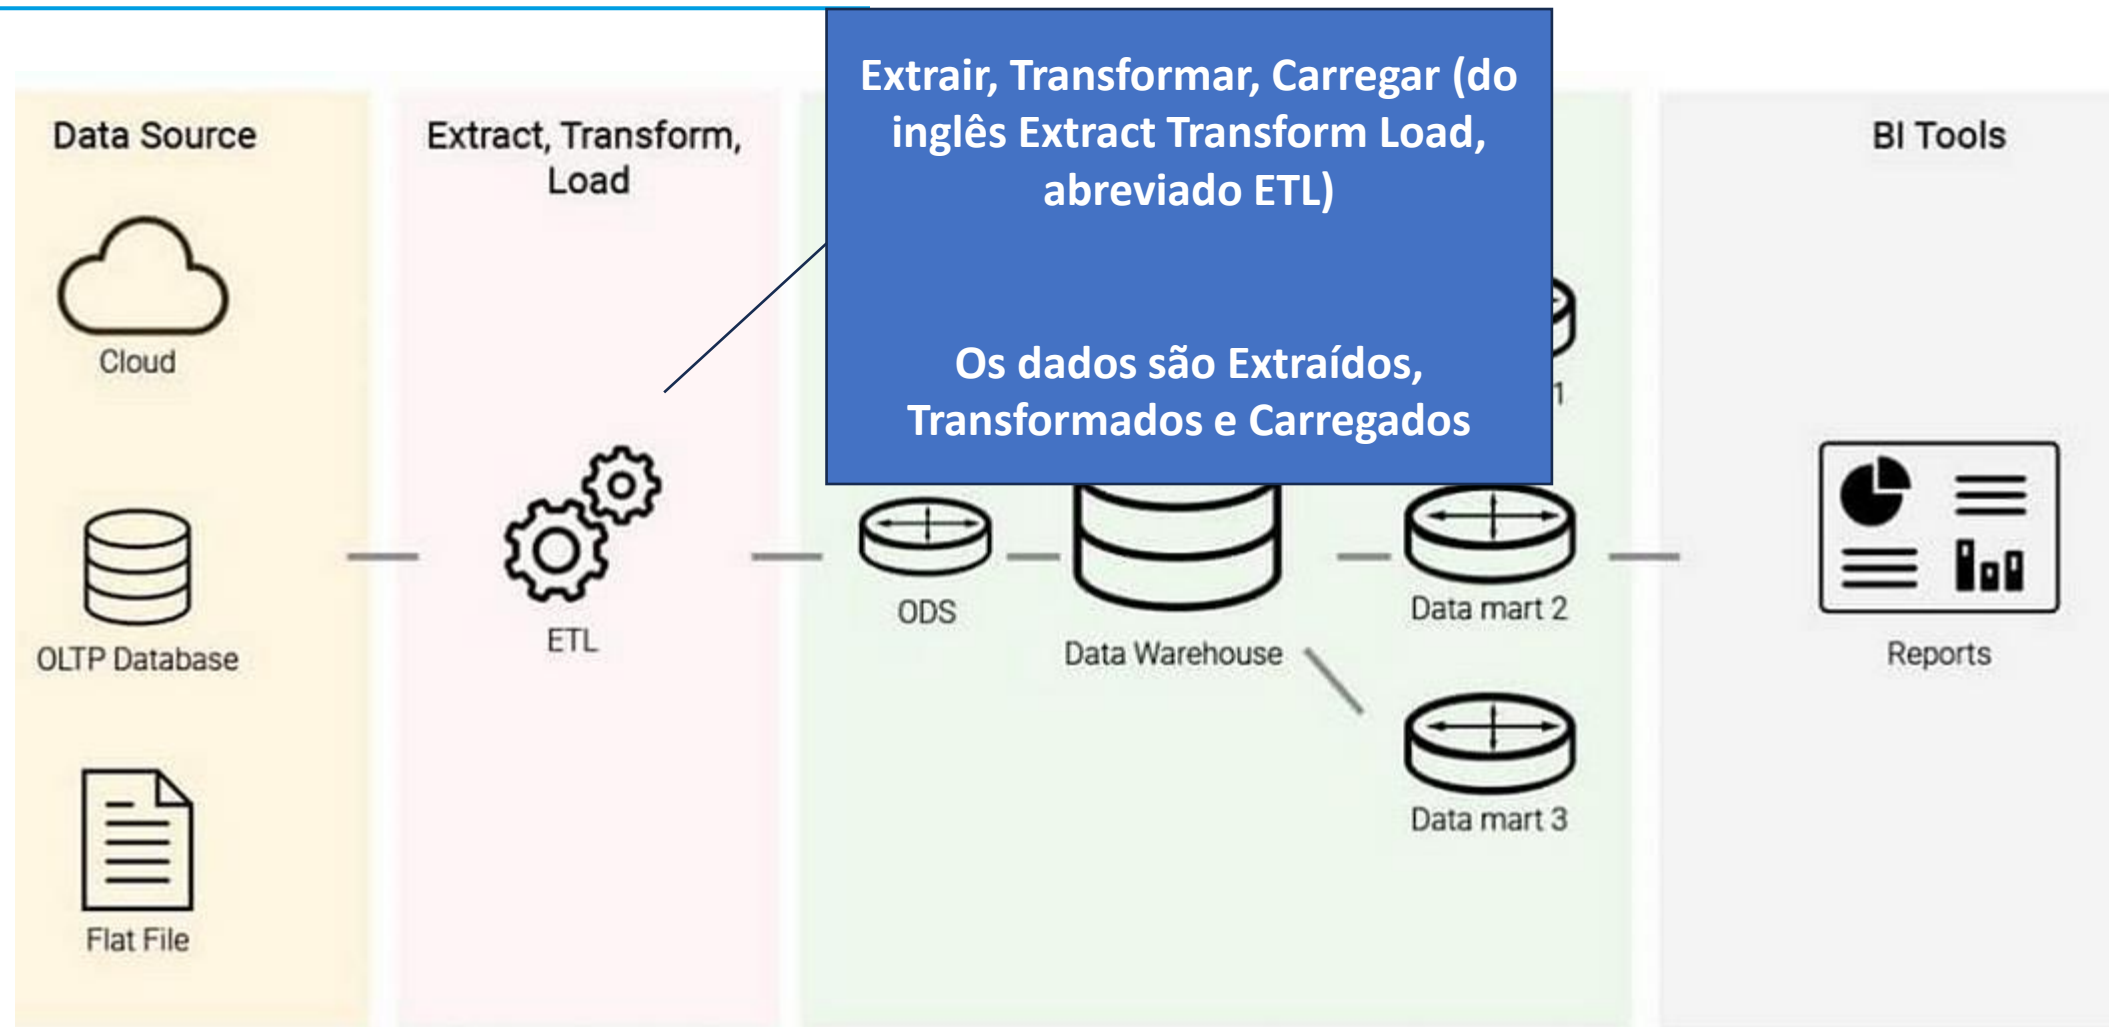 Extrair, Transformar, Carregar (do
inglês Extract Transform Load,
abreviado ETL)
Os dados são Extraídos,
Transformados e Carregados
Data Source
Cloud
OLTP Database
Flat File
Extract, Transform,
Load
ETL
ODS
Data Warehouse
1
Data mart 2
Data mart 3
BI Tools
Reports